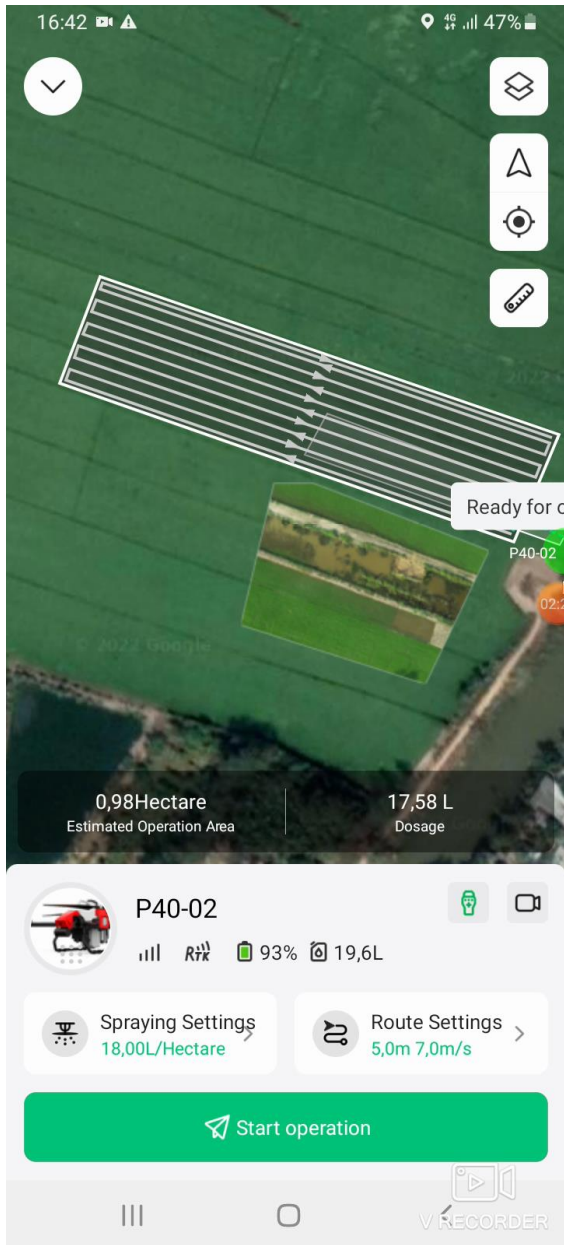 16:42
4G
47%
Ready for
P40-02
© 2022 Google
0,98Hectare
Estimated Operation Area
17,58 L
Dosage
P40-02
RTK
93%
19,6L
Spraying Settings
18,00L/Hectare
Route Settings
5,0m 7,0m/s
Start operation
V RECORDER